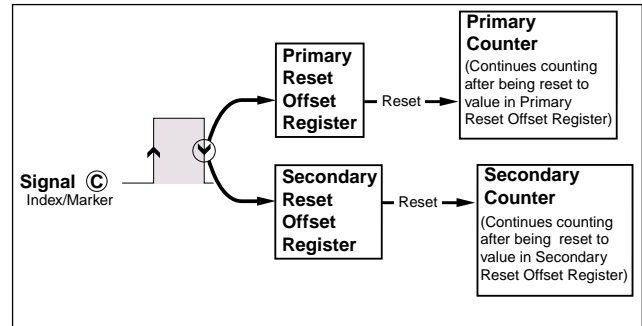 Primary
Reset
Offset
Register
Reset
Primary
Counter
(Continues counting
after being reset to
value in Primary
Reset Offset Register)
Signal C
Index/Marker
Secondary
Reset
Offset
Register
Reset
Secondary
Counter
(Continues counting
after being reset to
value in Secondary
Reset Offset Register)